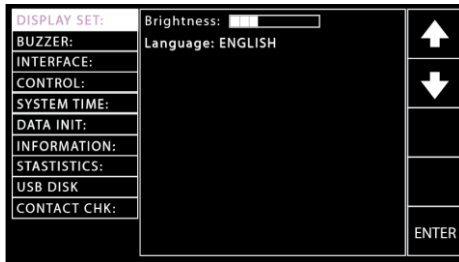 DISPLAY SET:
BUZZER:
INTERFACE:
CONTROL:
SYSTEM TIME:
DATA INIT:
INFORMATION:
STASTISTICS:
USB DISK
CONTACT CHK:
Brightness:
Language: ENGLISH
ENTER